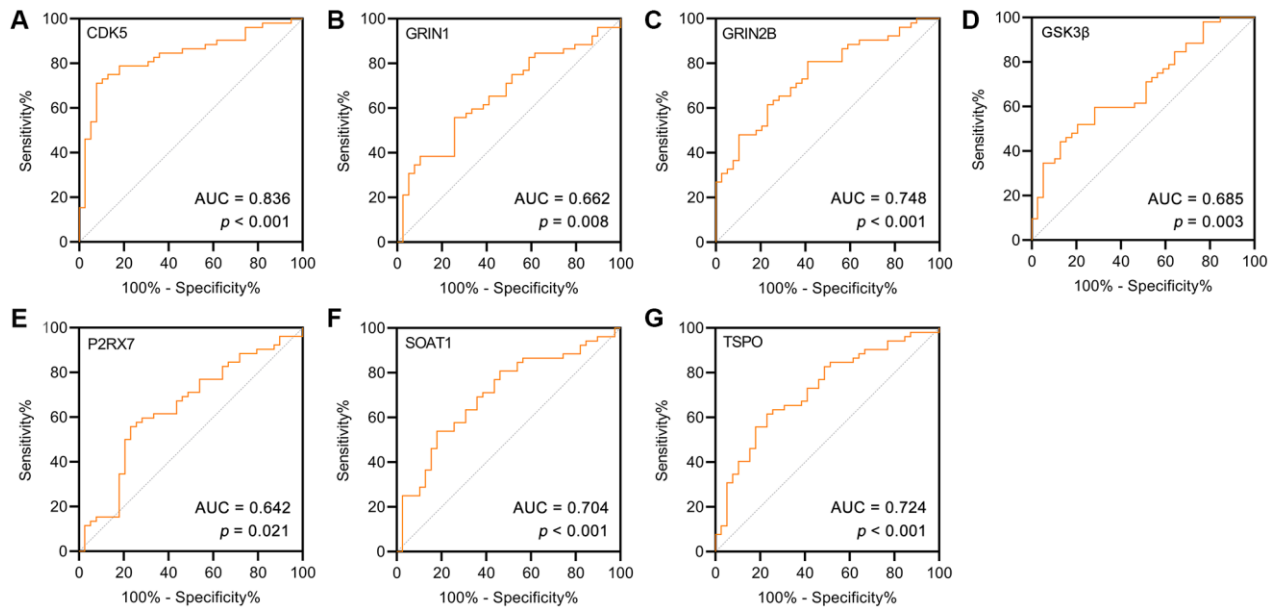 A
CDK5
Sensitivity%
100
80
60
40
20
0
AUC = 0.836
p < 0.001
0 20 40 60 80 100
100% - Specificity%
B
GRIN1
Sensitivity%
100
80
60
40
20
0
AUC = 0.662
p = 0.008
0 20 40 60 80 100
100% - Specificity%
C
GRIN2B
Sensitivity%
100
80
60
40
20
0
AUC = 0.748
p < 0.001
0 20 40 60 80 100
100% - Specificity%
D
GSK3β
Sensitivity%
100
80
60
40
20
0
AUC = 0.685
p = 0.003
0 20 40 60 80 100
100% - Specificity%
E
P2RX7
Sensitivity%
100
80
60
40
20
0
AUC = 0.642
p = 0.021
0 20 40 60 80 100
100% - Specificity%
F
SOAT1
Sensitivity%
100
80
60
40
20
0
AUC = 0.704
p < 0.001
0 20 40 60 80 100
100% - Specificity%
G
TSPO
Sensitivity%
100
80
60
40
20
0
AUC = 0.724
p < 0.001
0 20 40 60 80 100
100% - Specificity%